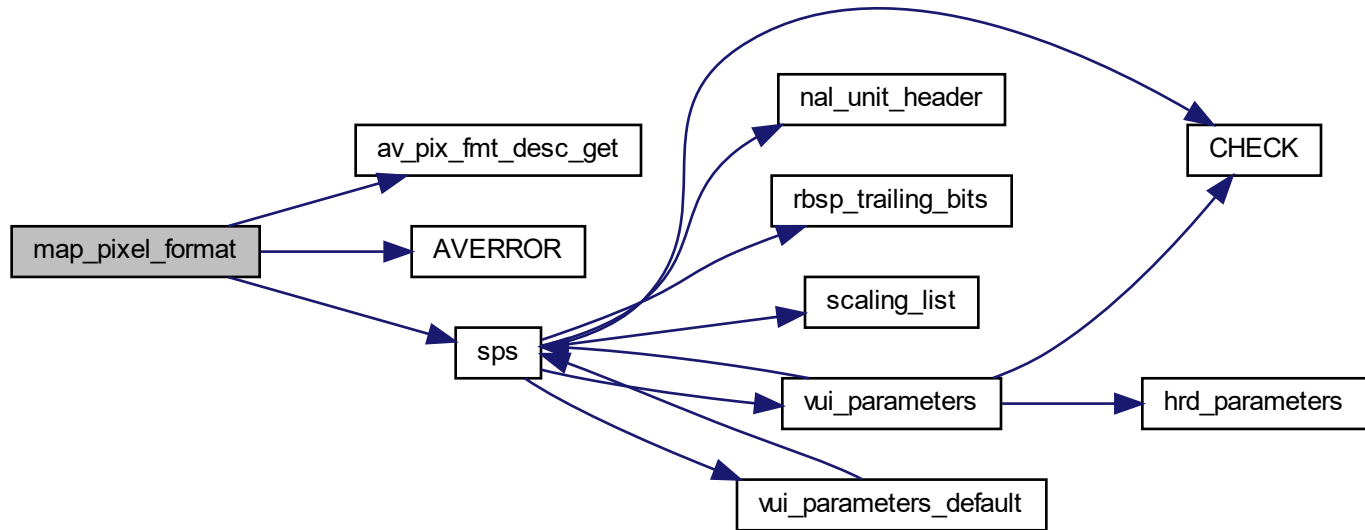 map_pixel_format
av_pix_fmt_desc_get
AVERROR
sps
nal_unit_header
rbsp_trailing_bits
scaling_list
vui_parameters
vui_parameters_default
CHECK
hrd_parameters